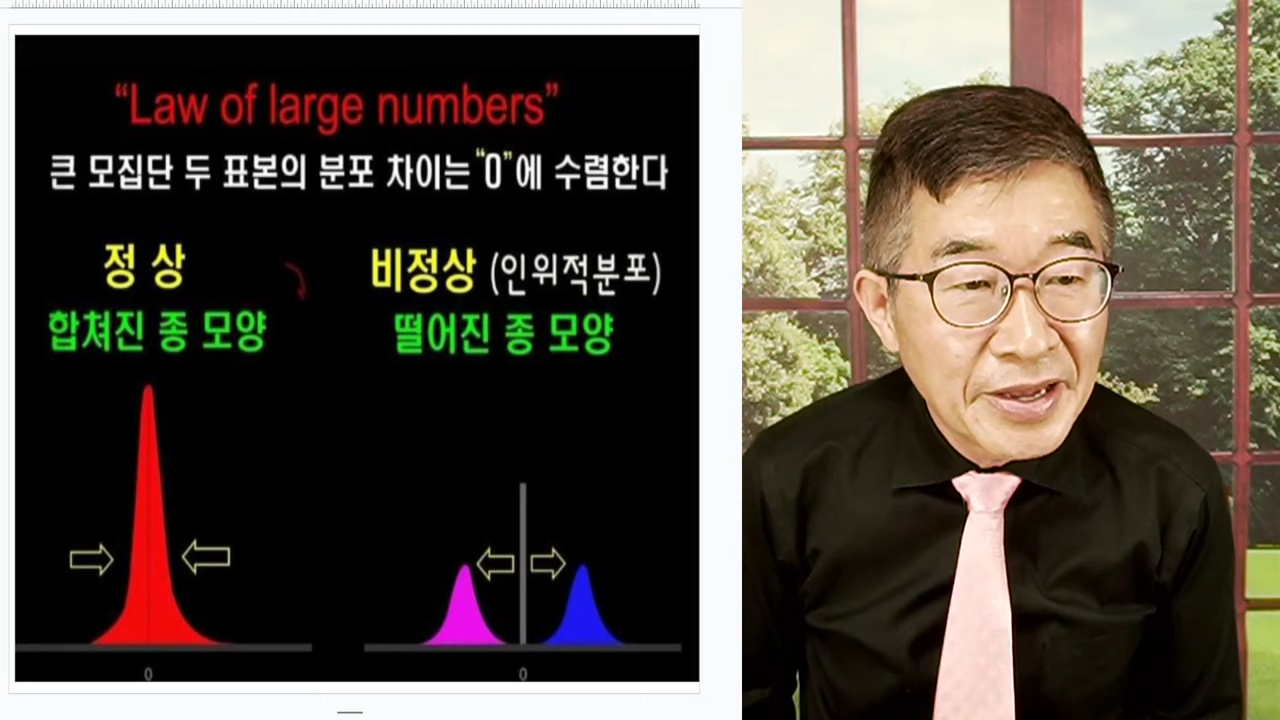 “Law of large numbers”
큰 모집단 두 표본의 분포 차이는 “0”에 수렴한다
정 상
비정상 (인위적분포)
합쳐진 종 모양
떨어진 종 모양
0
0